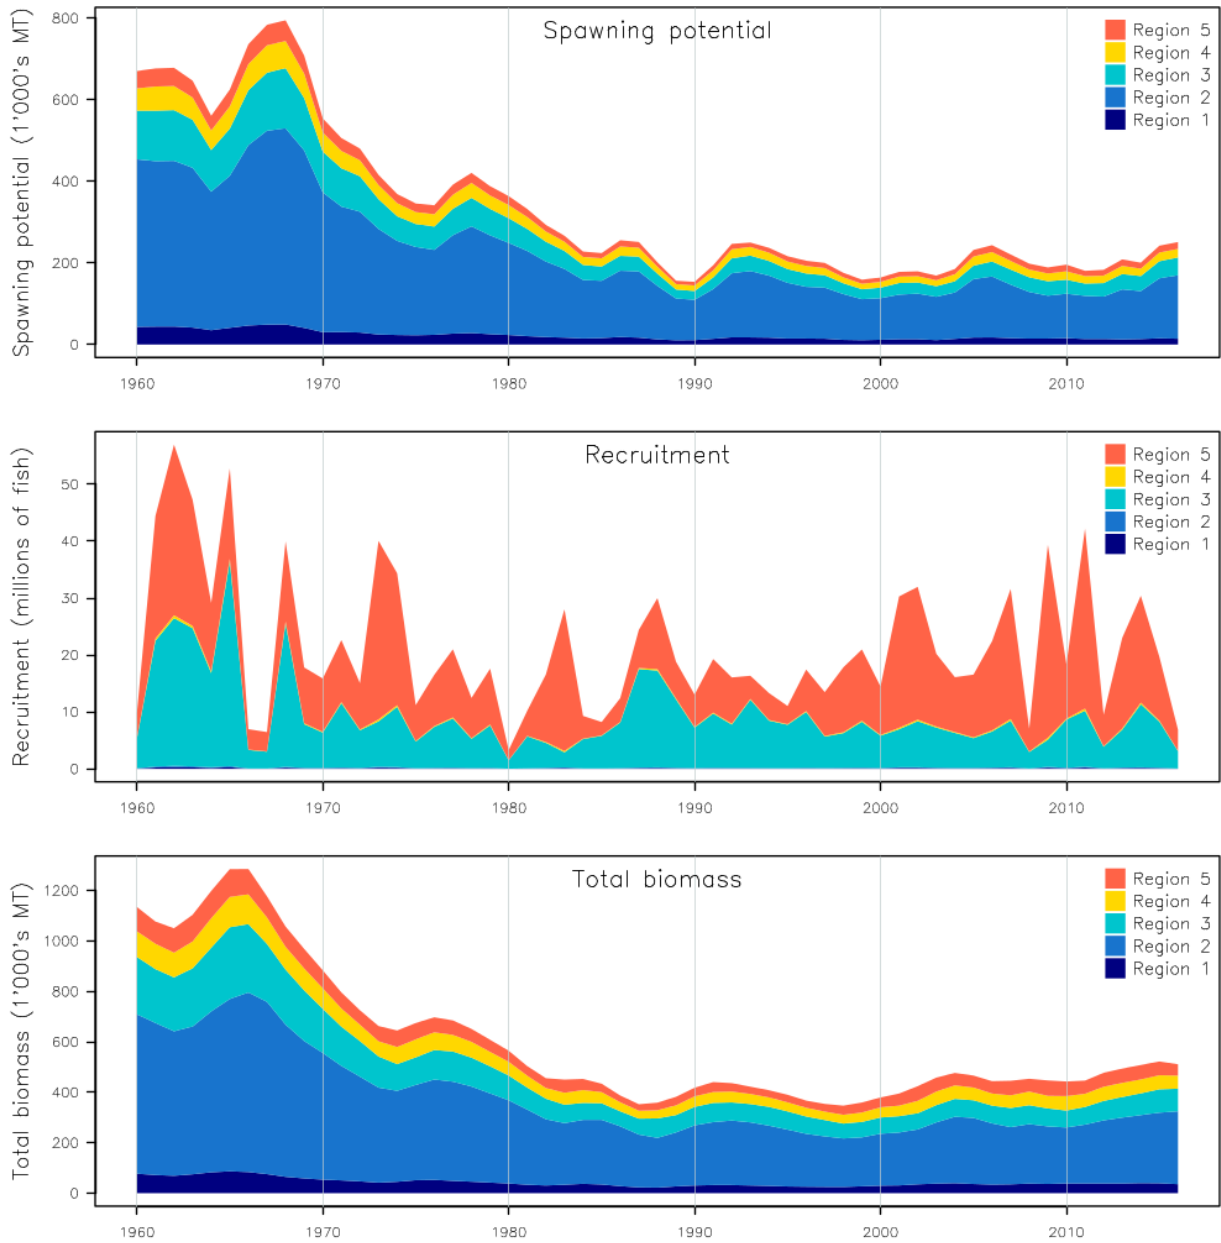 Spawning potential
Spawning potential (1'000's MT)
800
600
400
200
0
Region 5
Region 4
Region 3
Region 2
Region 1
1960
1970
1980
1990
2000
2010
Recruitment
Recruitment (millions of fish)
50
40
30
20
10
0
Region 5
Region 4
Region 3
Region 2
Region 1
1960
1970
1980
1990
2000
2010
Total biomass
Total biomass (1'000's MT)
1200
1000
800
600
400
200
0
Region 5
Region 4
Region 3
Region 2
Region 1
1960
1970
1980
1990
2000
2010